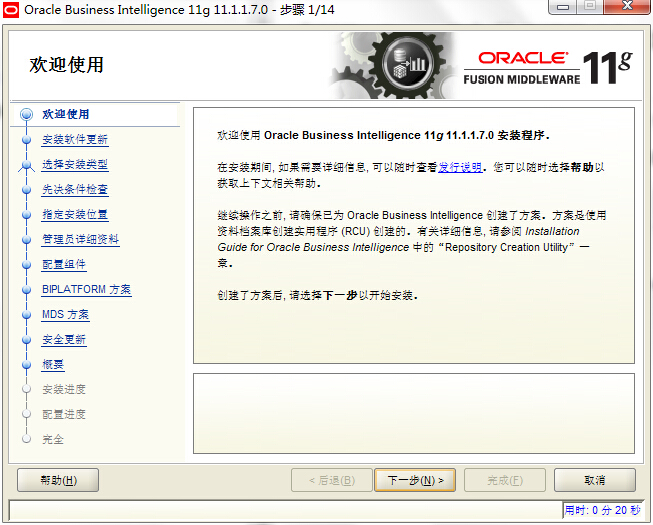 Oracle Business Intelligence 11g 11.1.1.7.0 - 步骤 1/14
欢迎使用
ORACLE®
FUSION MIDDLEWARE 11g
欢迎使用
安装软件更新
选择安装类型
先决条件检查
指定安装位置
管理员详细资料
配置组件
BIPLATFORM 方案
MDS 方案
安全更新
概要
安装进度
配置进度
完全
欢迎使用 Oracle Business Intelligence 11g 11.1.1.7.0 安装程序。
在安装期间, 如果需要详细信息, 可以随时查看发行说明。您可以随时选择帮助以
获取上下文相关帮助。
继续操作之前, 请确保已为 Oracle Business Intelligence 创建了方案。方案是使用
资料档案库创建实用程序 (RCU) 创建的。有关详细信息, 请参阅 Installation
Guide for Oracle Business Intelligence 中的“Repository Creation Utility”一
案。
创建了方案后, 请选择下一步以开始安装。
帮助(H)
< 后退(B)
下一步(N) >
完成(F)
取消
用时: 0 分 20 秒